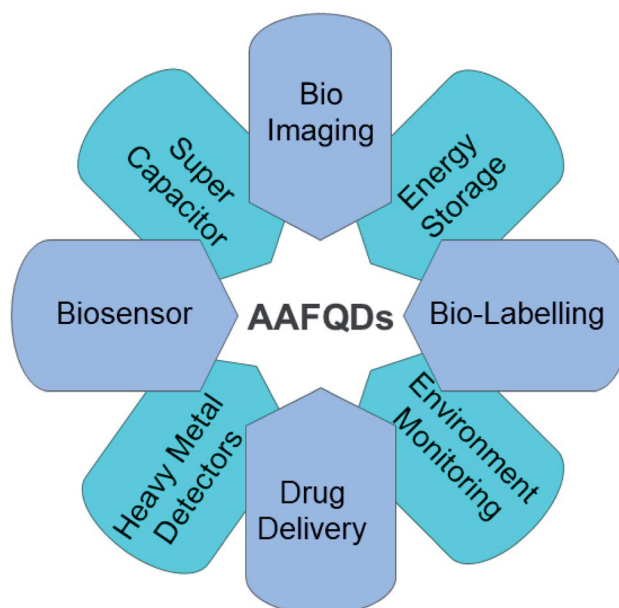 Bio
Imaging
Energy
Storage
Super
Capacitor
Biosensor
AAFQDs
Bio-Labelling
Heavy Metal
Detectors
Environment
Monitoring
Drug
Delivery